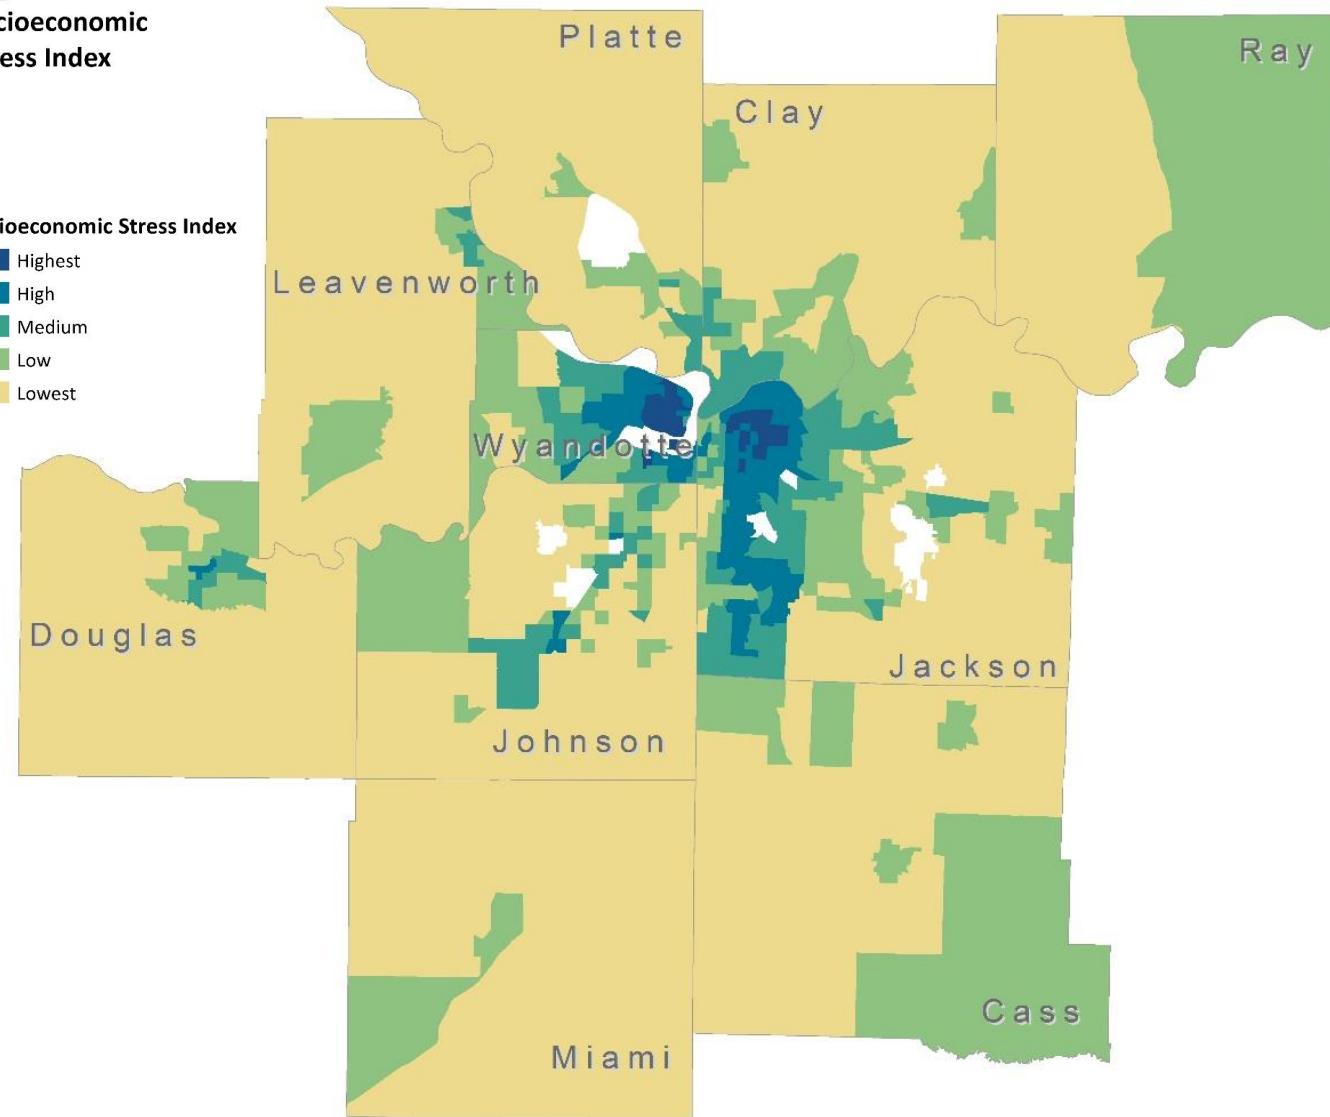 cioeconomic
ess Index
Platte
Ray
Clay
ioeconomic Stress Index
Highest
High
Medium
Low
Lowest
Leavenworth
Wyandotte
Douglas
Jackson
Johnson
Cass
Miami